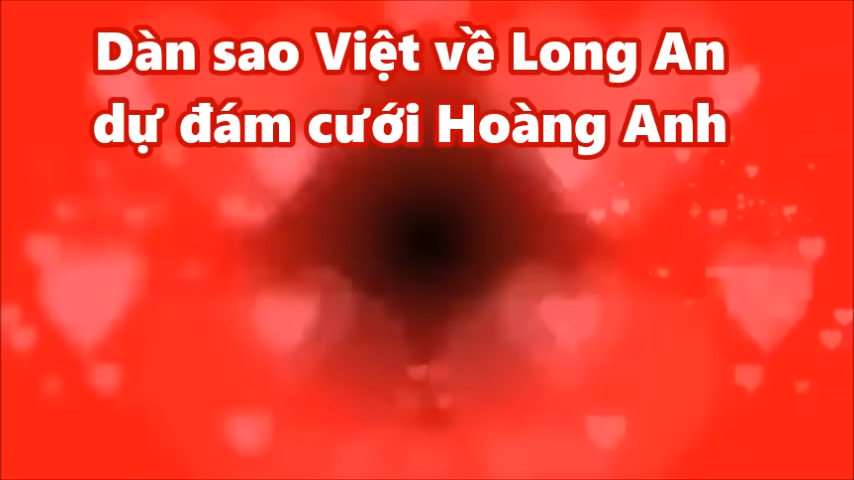 Dàn sao Việt về Long An
dự đám cưới Hoàng Anh